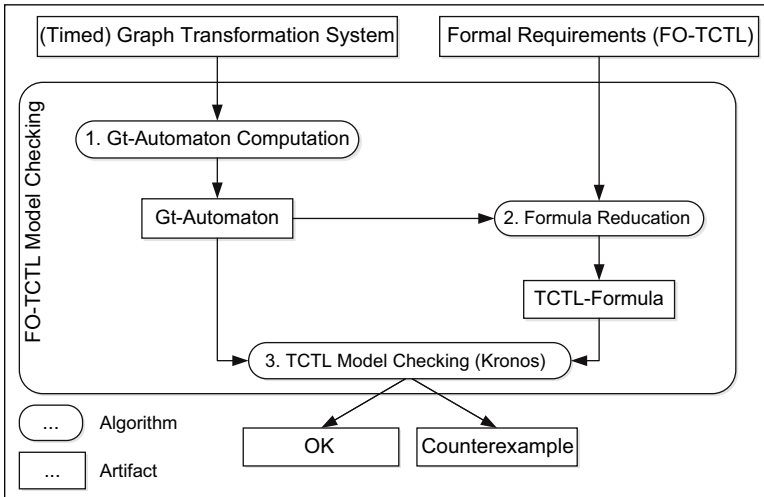 (Timed) Graph Transformation System
Formal Requirements (FO-TCTL)
FO-TCTL Model Checking
1. Gt-Automaton Computation
Gt-Automaton
2. Formula Reducation
TCTL-Formula
3. TCTL Model Checking (Kronos)
OK
Counterexample
... Algorithm
... Artifact